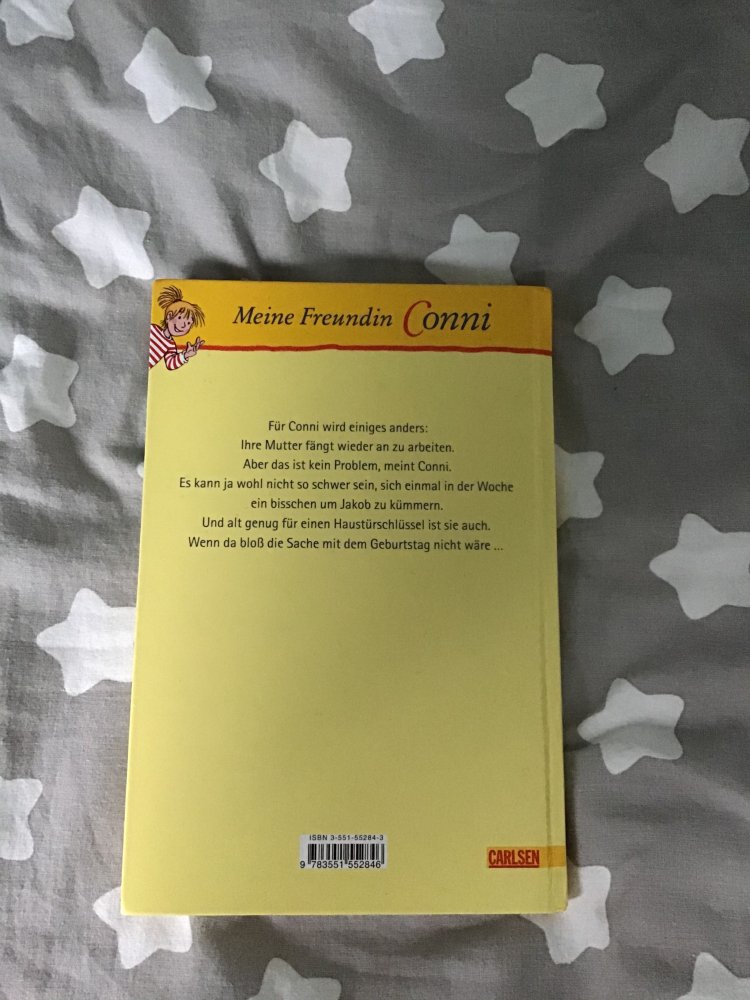 Meine Freundin Conni
Für Conni wird einiges anders:
Ihre Mutter fängt wieder an zu arbeiten.
Aber das ist kein Problem, meint Conni.
Es kann ja wohl nicht so schwer sein, sich einmal in der Woche
ein bisschen um Jakob zu kümmern.
Und alt genug für einen Haustürschlüssel ist sie auch.
Wenn da bloß die Sache mit dem Geburtstag nicht wäre ...
ISBN 3-551-55284-3
9 783551 552846
CARLSEN